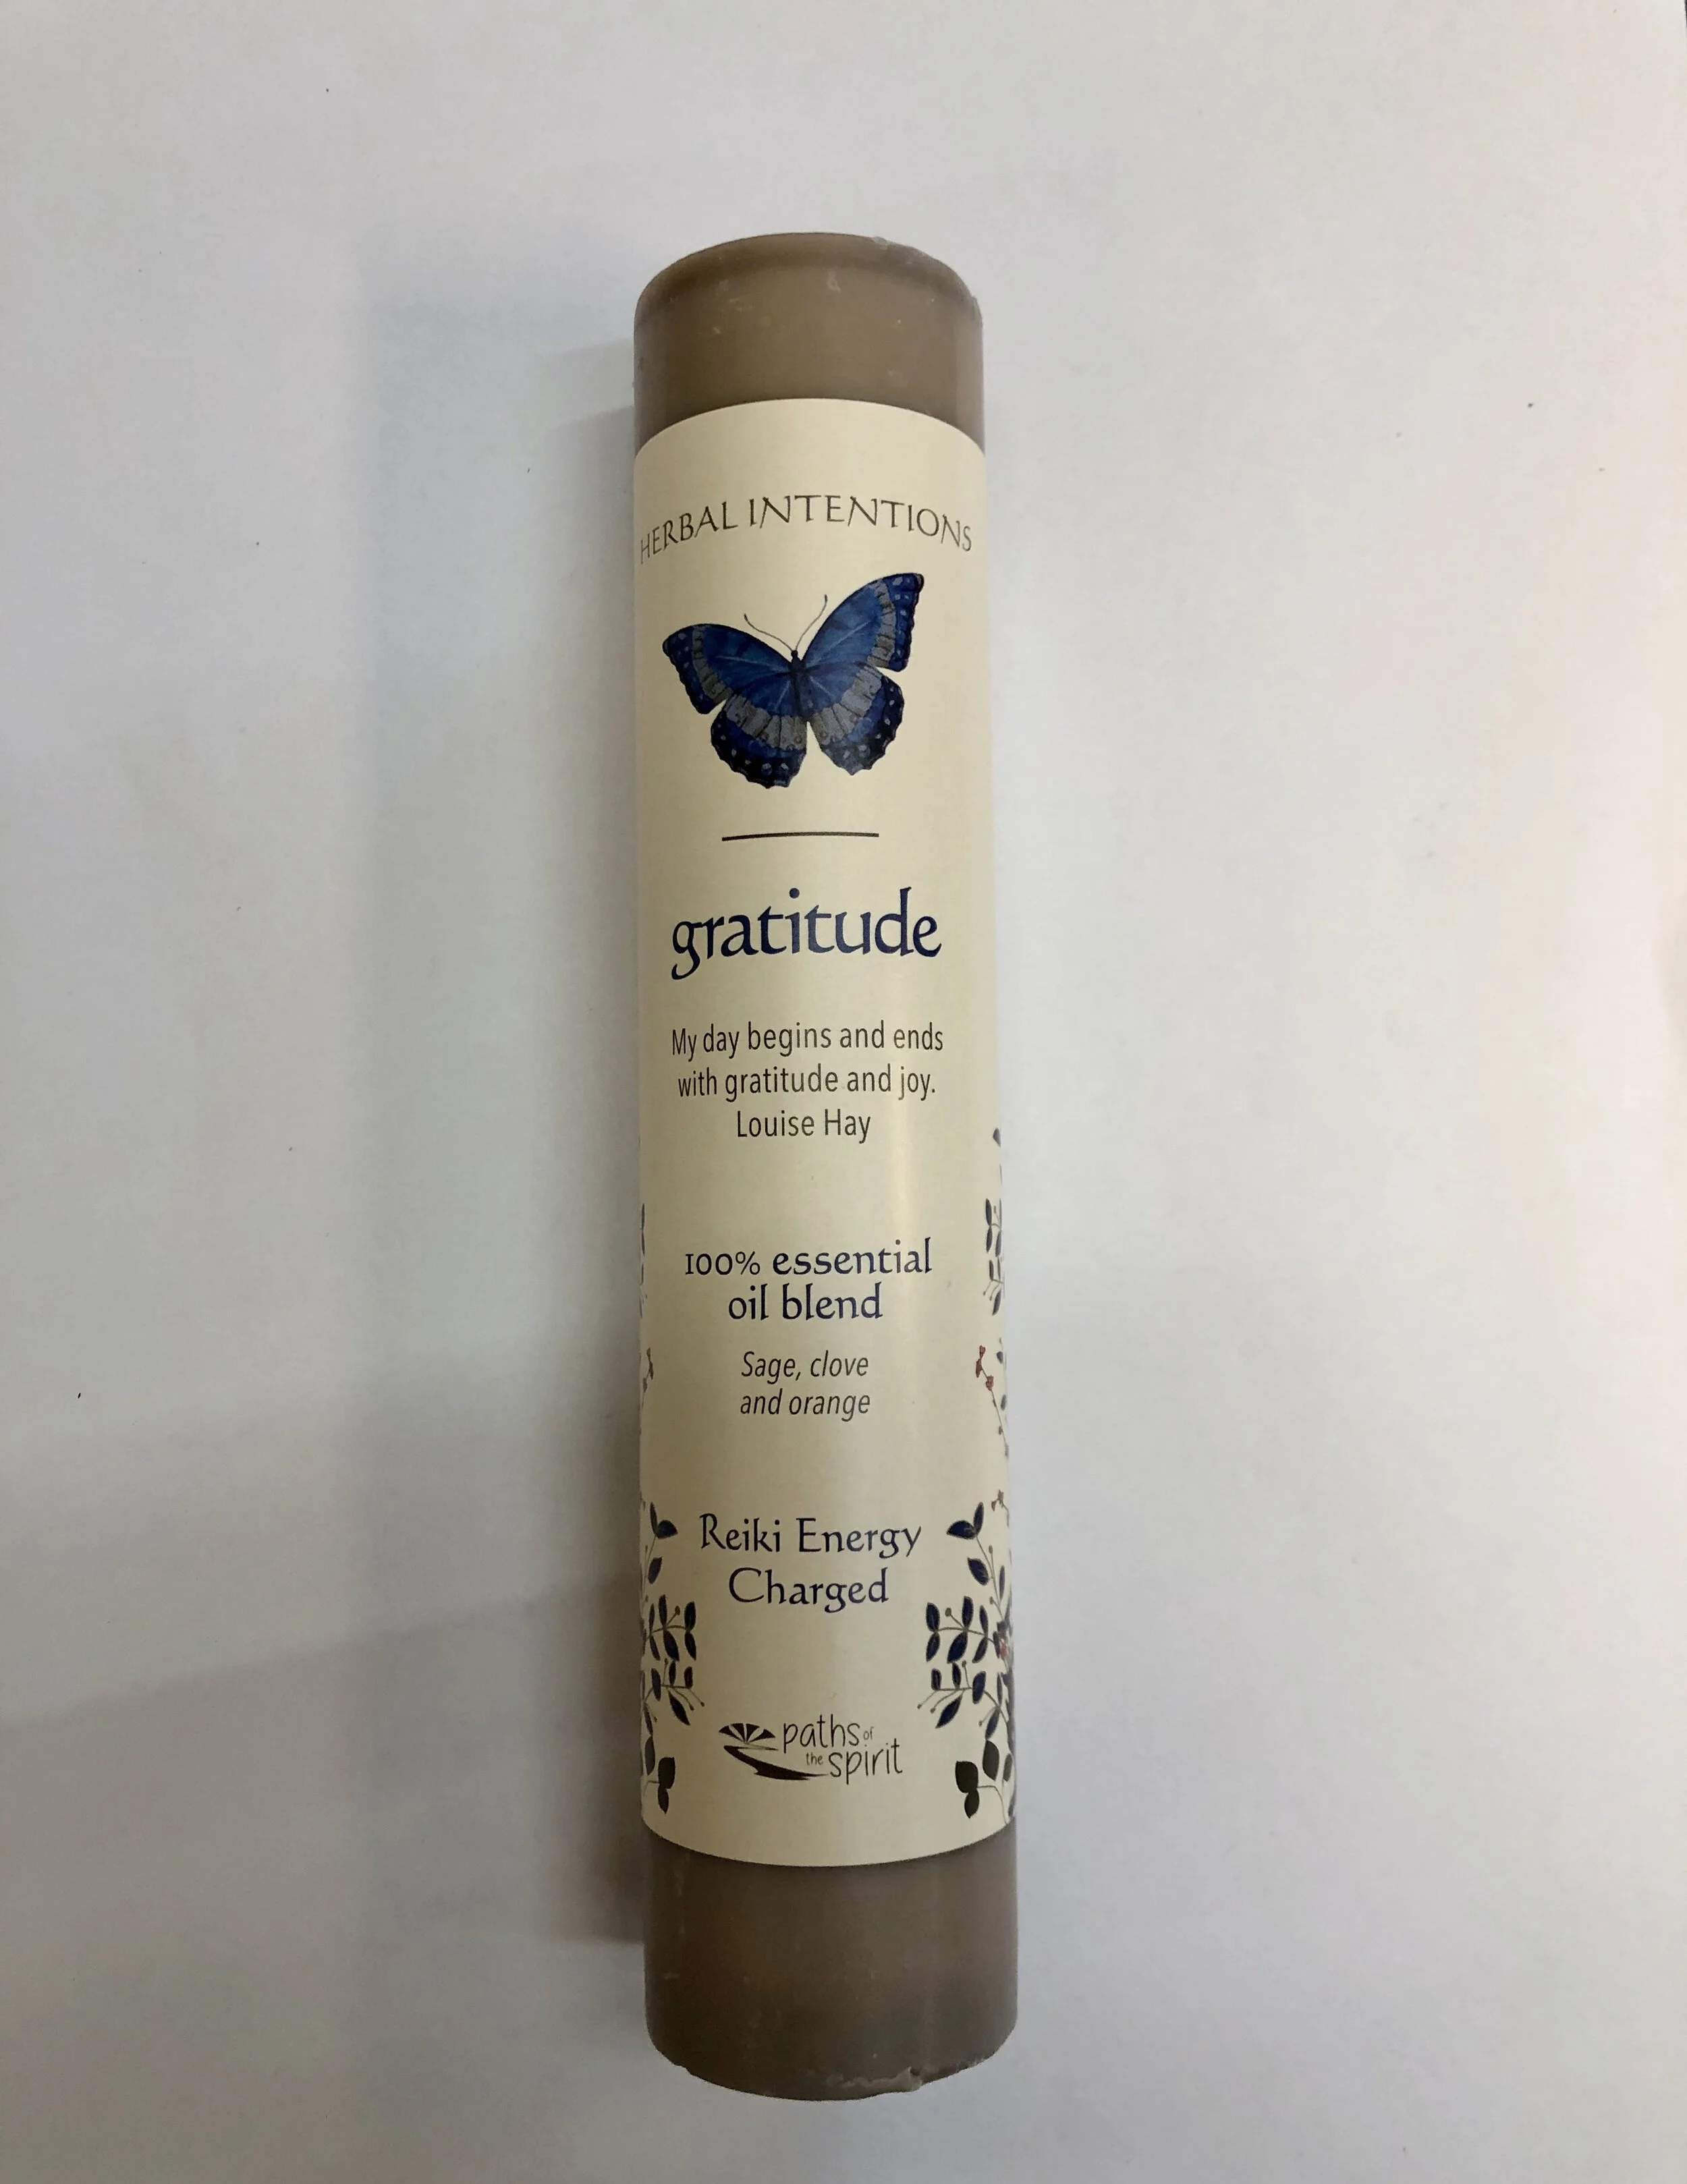 HERBAL INTENTIONS
gratitude
My day begins and ends
with gratitude and joy.
Louise Hay
100% essential
oil blend
Sage, clove
and orange
Reiki Energy
Charged
paths of
the spirit